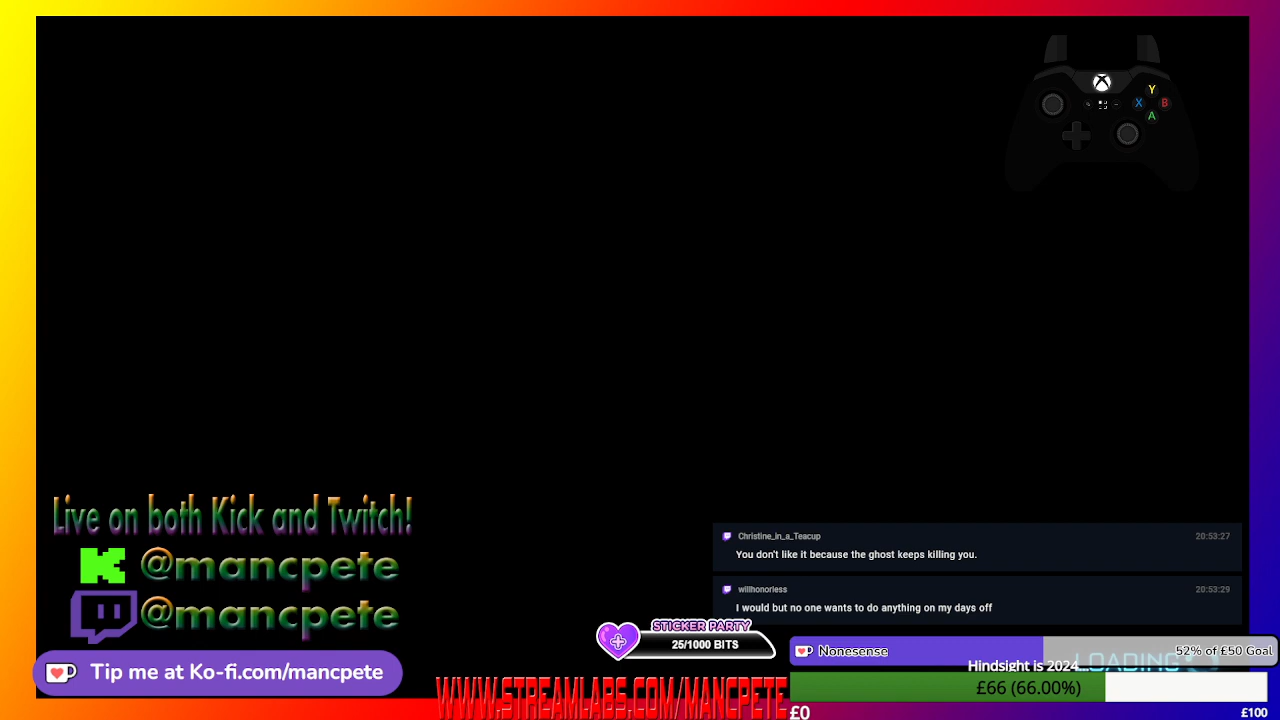 Y
X
B
A
Live on both Kick and Twitch!
@mancpete
@mancpete
Tip me at Ko-fi.com/mancpete
Christine_in_a_Teacup 20:53:27
You don't like it because the ghost keeps killing you.
willhonorless 20:53:29
I would but no one wants to do anything on my days off
STICKER PARTY
25/1000 BITS
WWW.STREAMLABS.COM/MANCPETE
Nonesense 52% of £50 Goal
Hindsight is 2024...
LOADING
£66 (66.00%)
£0 £100